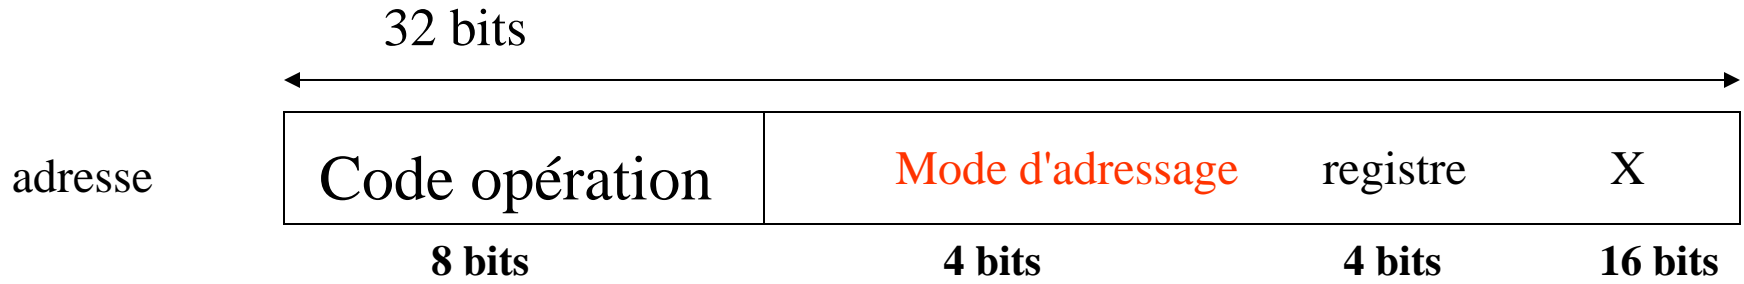 32 bits
adresse Code opération Mode d'adressage registre X
8 bits 4 bits 4 bits 16 bits